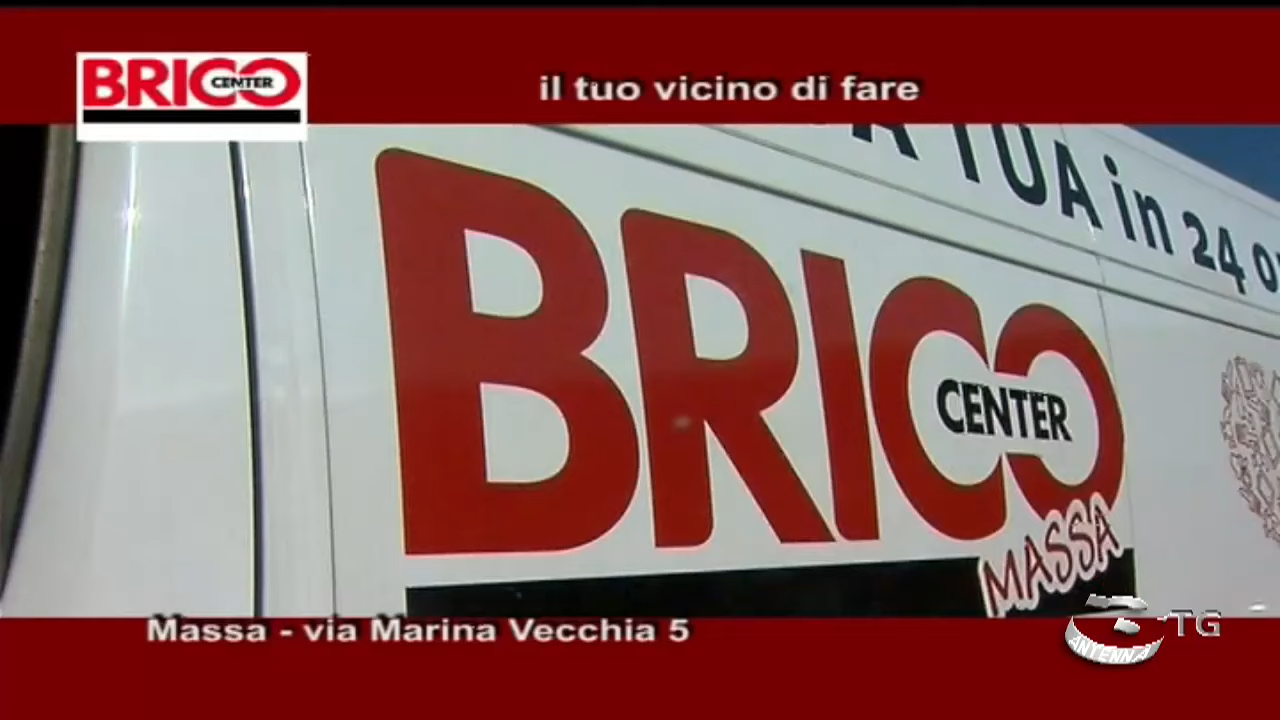 BRICO CENTER
il tuo vicino di fare
TUA in 24
BRICO
CENTER
MASSA
Massa - via Marina Vecchia 5
TG
ANTENNA
3